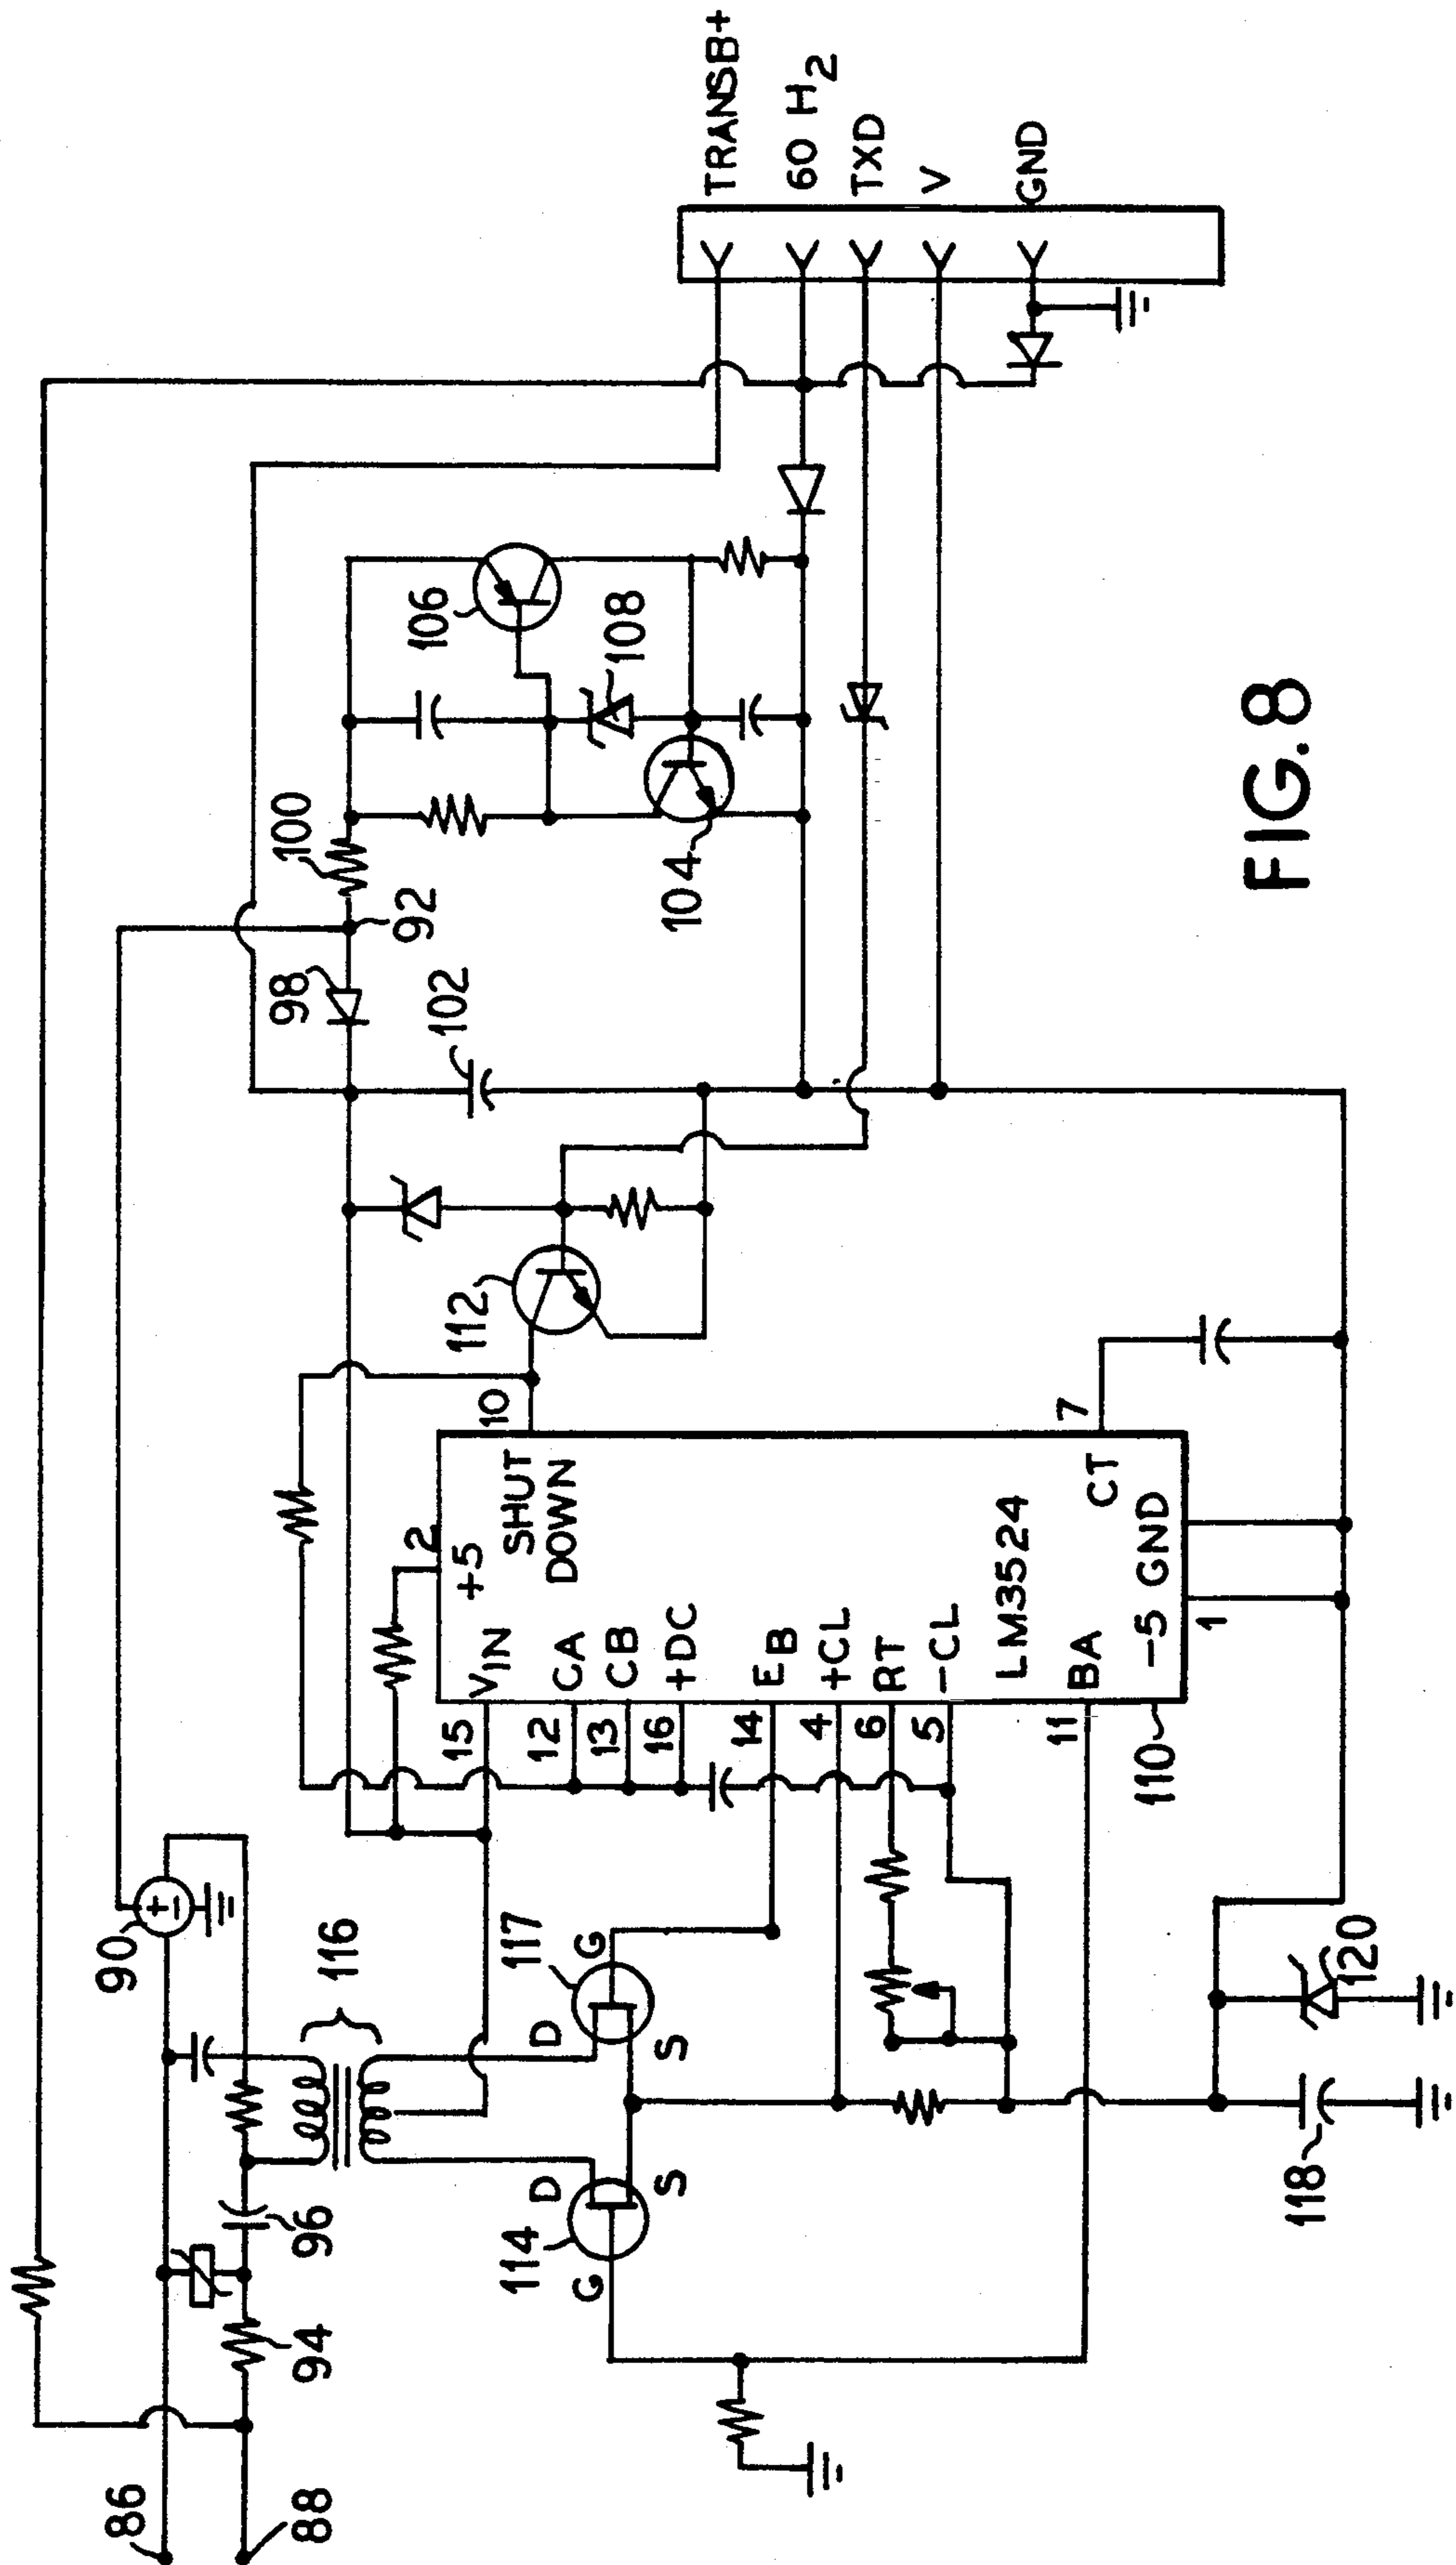 TRANSB+
60 H2
TXD
V
GND
106
108
100
104
92
98
102
112
10
SHUT
DOWN
7
CT
2
+5
VIN
CA
CB
+DC
EB
+CL
RT
-CL
LM3524
BA
-5 GND
1
15
12
13
16
14
4
6
5
11
110
90
116
117
G
D
S
120
118
114
D
S
G
96
94
86
88
FIG. 8